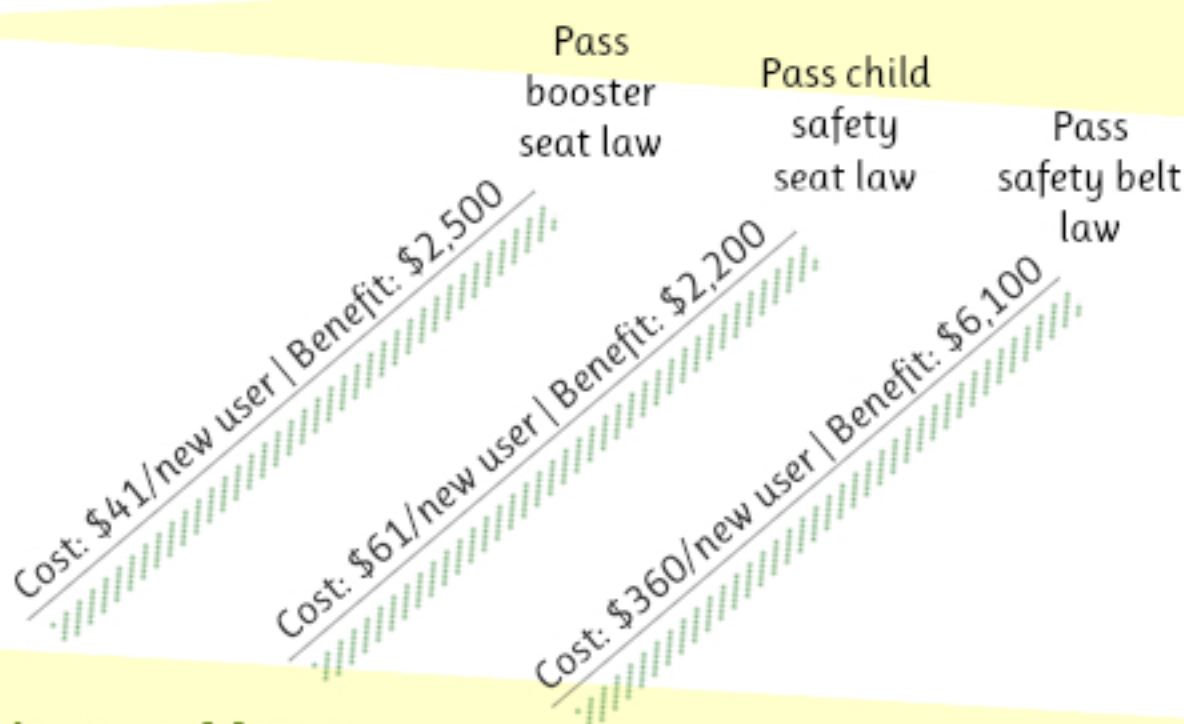 Pass
booster
seat law
Cost: $41/new user | Benefit: $2,500
Pass child
safety
seat law
Cost: $61/new user | Benefit: $2,200
Pass
safety belt
law
Cost: $360/new user | Benefit: $6,100